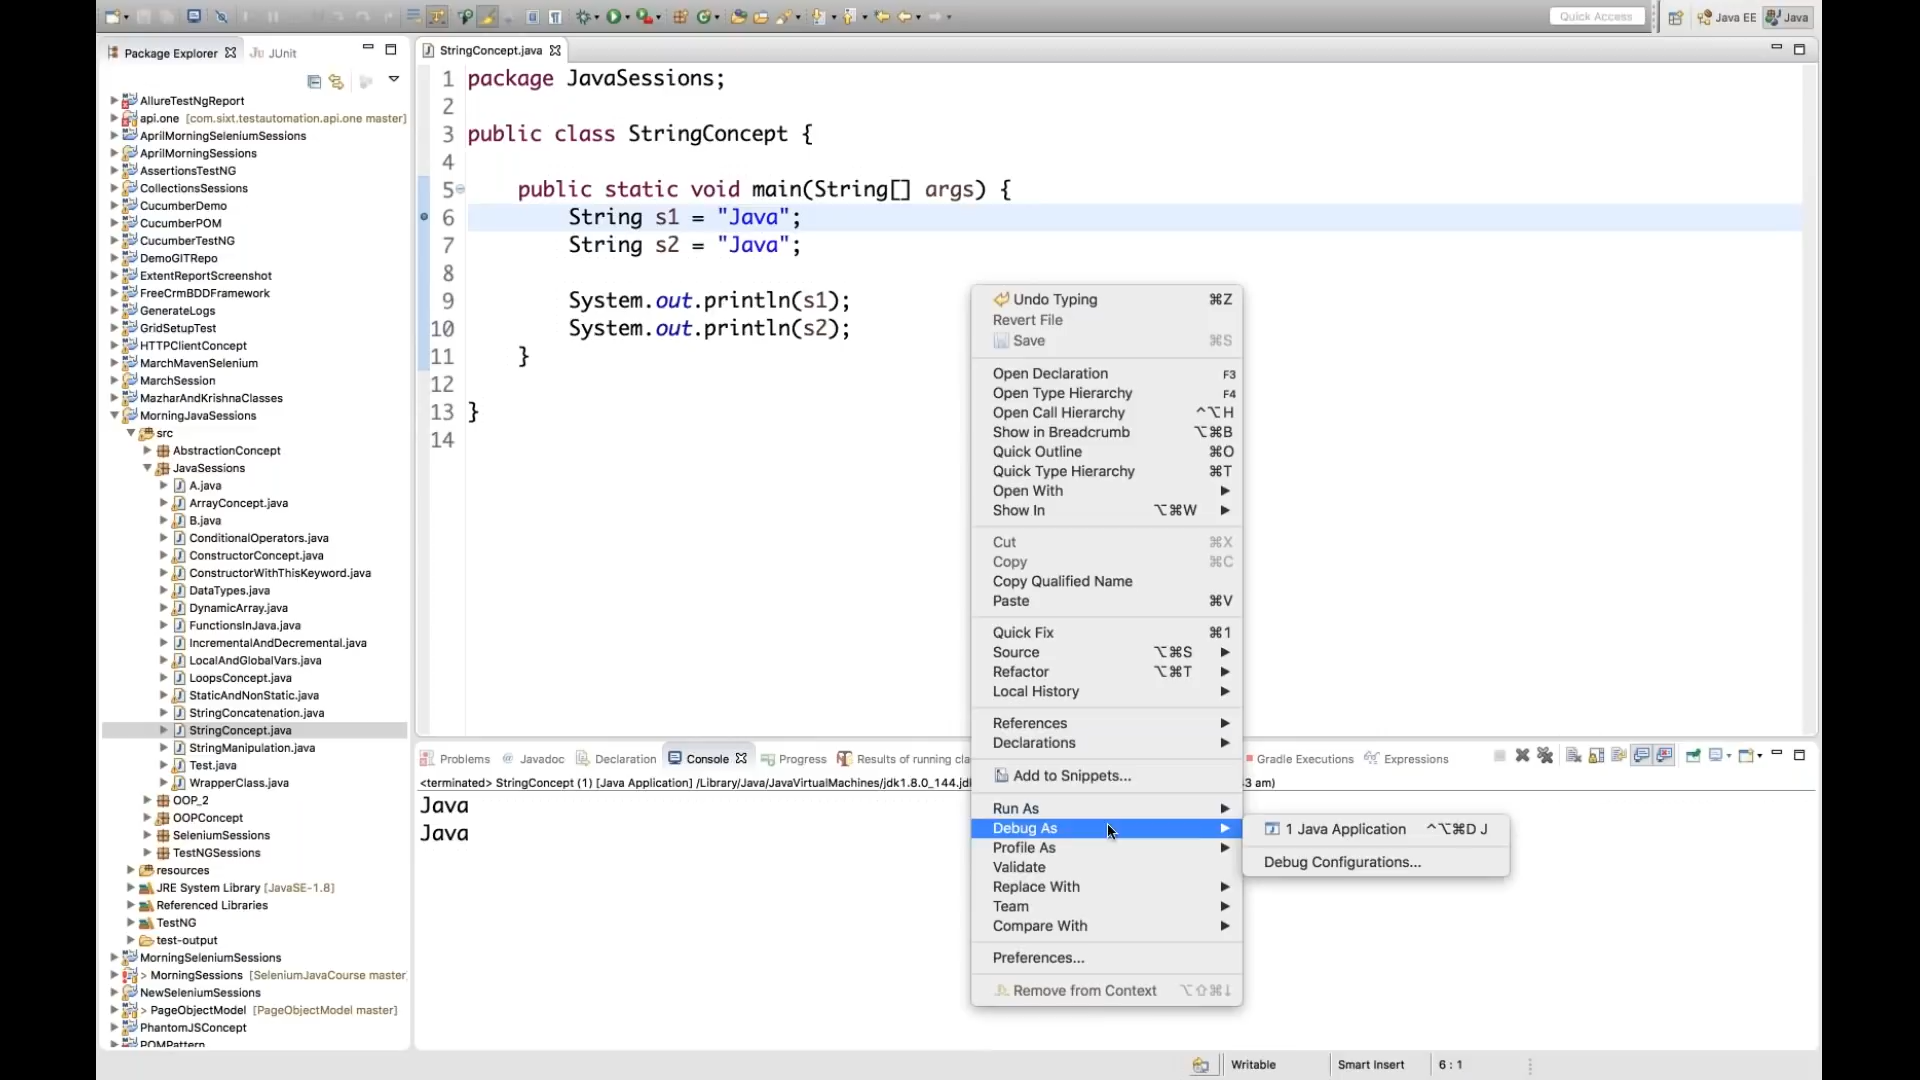 Quick Access
Java EE
Java
Package Explorer
JUnit
AllureTestNgReport
api.one [com.sixt.testautomation.api.one master]
AprilMorningSeleniumSessions
AprilMorningSessions
AssertionsTestNG
CollectionsSessions
CucumberDemo
CucumberPOM
CucumberTestNG
DemoGITRepo
ExtentReportScreenshot
FreeCrmBDDFramework
GenerateLogs
GridSetupTest
HTTPClientConcept
MarchMavenSelenium
MarchSession
MazharAndKrishnaClasses
MorningJavaSessions
src
AbstractionConcept
JavaSessions
A.java
ArrayConcept.java
B.java
ConditionalOperators.java
ConstructorConcept.java
ConstructorWithThisKeyword.java
DataTypes.java
DynamicArray.java
FunctionsInJava.java
IncrementalAndDecremental.java
LocalAndGlobalVars.java
LoopsConcept.java
StaticAndNonStatic.java
StringConcatenation.java
StringConcept.java
StringManipulation.java
Test.java
WrapperClass.java
OOP_2
OOPConcept
SeleniumSessions
TestNGSessions
resources
JRE System Library [JavaSE-1.8]
Referenced Libraries
TestNG
test-output
MorningSeleniumSessions
> MorningSessions [SeleniumJavaCourse master
NewSeleniumSessions
> PageObjectModel [PageObjectModel master]
PhantomJSConcept
POMPattern
StringConcept.java
1 package JavaSessions;
2
3 public class StringConcept {
4
5 public static void main(String[] args) {
6 String s1 = "Java";
7 String s2 = "Java";
8
9 System.out.println(s1);
10 System.out.println(s2);
11 }
12
13 }
14
Undo Typing ⌘Z
Revert File
Save ⌘S
Open Declaration F3
Open Type Hierarchy F4
Open Call Hierarchy ^⌥H
Show in Breadcrumb ⌥⌘B
Quick Outline ⌘O
Quick Type Hierarchy ⌘T
Open With
Show In ⌥⌘W
Cut ⌘X
Copy ⌘C
Copy Qualified Name
Paste ⌘V
Quick Fix ⌘1
Source ⌥⌘S
Refactor ⌥⌘T
Local History
References
Declarations
Add to Snippets...
Run As
Debug As
Profile As
Validate
Replace With
Team
Compare With
Preferences...
Remove from Context ⌥⇧⌘↓
1 Java Application ^⌥⌘D J
Debug Configurations...
Problems
Javadoc
Declaration
Console
Progress
Results of running cla
Gradle Executions
Expressions
<terminated> StringConcept (1) [Java Application] /Library/Java/JavaVirtualMachines/jdk1.8.0_144.jd
3 am)
Java
Java
Writable
Smart Insert
6 : 1